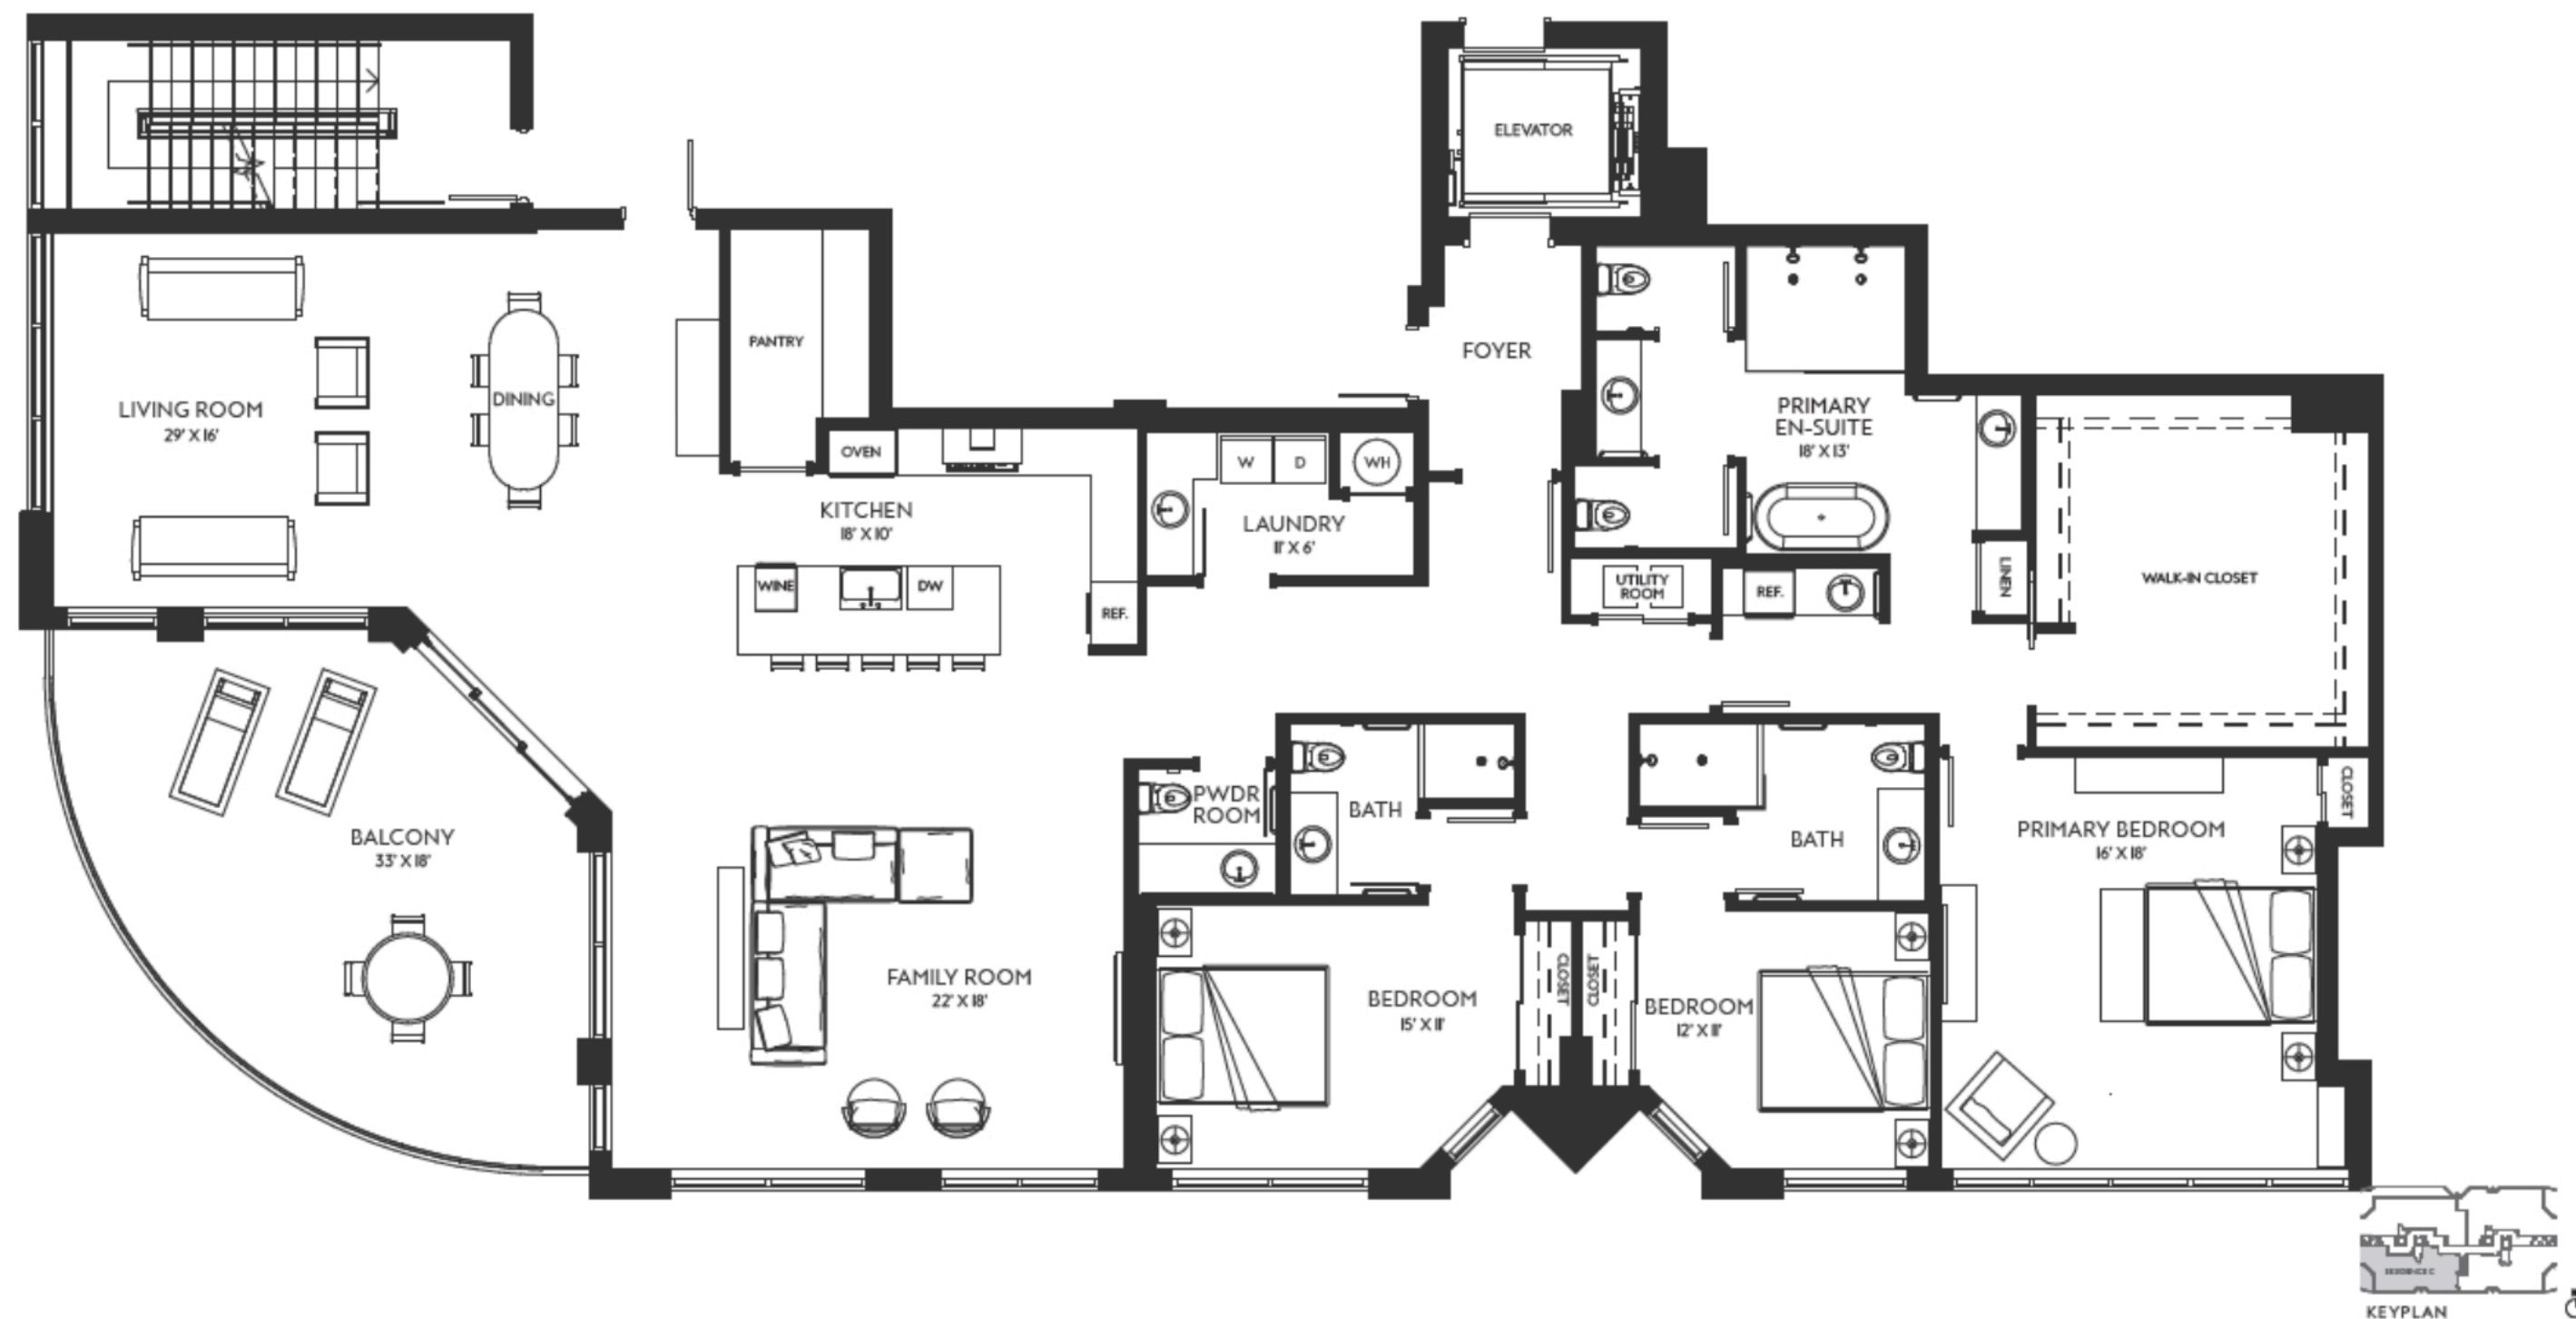 ELEVATOR
PANTRY
FOYER
LIVING ROOM
29' X 16'
DINING
PRIMARY
EN-SUITE
18' X 13'
OVEN
W
D
WH
KITCHEN
18' X 10'
LAUNDRY
11' X 6'
WINE
DW
REF.
UTILITY
ROOM
REF.
LINEN
WALK-IN CLOSET
PWDR
ROOM
BATH
BATH
CLOSET
PRIMARY BEDROOM
16' X 18'
BALCONY
33' X 18'
FAMILY ROOM
22' X 18'
BEDROOM
15' X 11'
CLOSET
CLOSET
BEDROOM
12' X 11'
RESIDENCE C
KEYPLAN